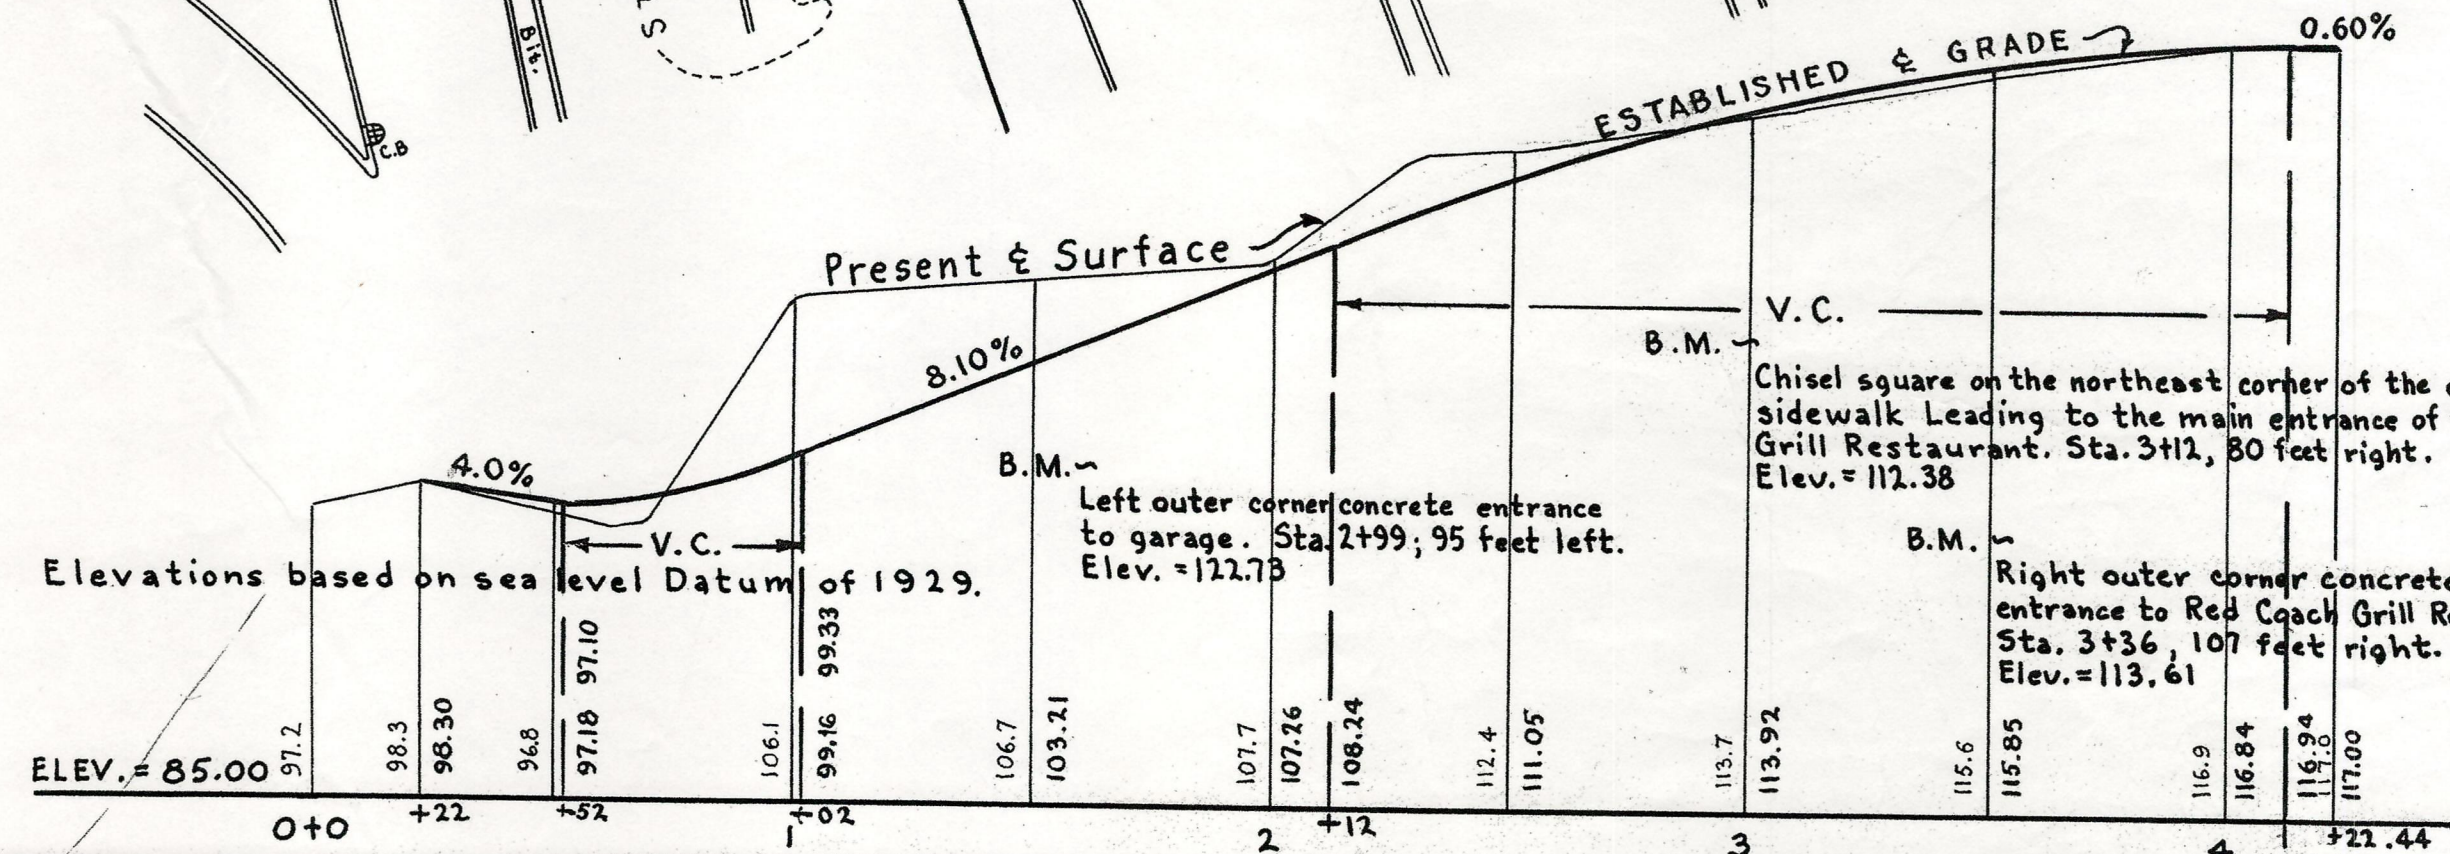 Bit.
C.B
0.60%
ESTABLISHED ℄ GRADE
Present ℄ Surface
V.C.
B.M.
Chisel square on the northeast corner of the
sidewalk Leading to the main entrance of
Grill Restaurant. Sta. 3+12, 80 feet right.
Elev. = 112.38
8.10%
4.0%
B.M.
Left outer corner concrete entrance
to garage. Sta. 2+99; 95 feet left.
Elev. = 122.73
B.M.
Right outer corner concrete
entrance to Red Coach Grill
Sta. 3+36, 107 feet right.
Elev. = 113.61
V.C.
Elevations based on sea level Datum of 1929.
ELEV. = 85.00
97.2
98.3
98.30
96.8
97.18 97.10
106.1
99.16 99.33
106.7
103.21
107.7
107.26
108.24
112.4
111.05
113.7
113.92
115.6
115.85
116.9
116.84
116.94
117.0
117.00
0+0 +22 +52 1 +02 2 +12 3 4 +22.44